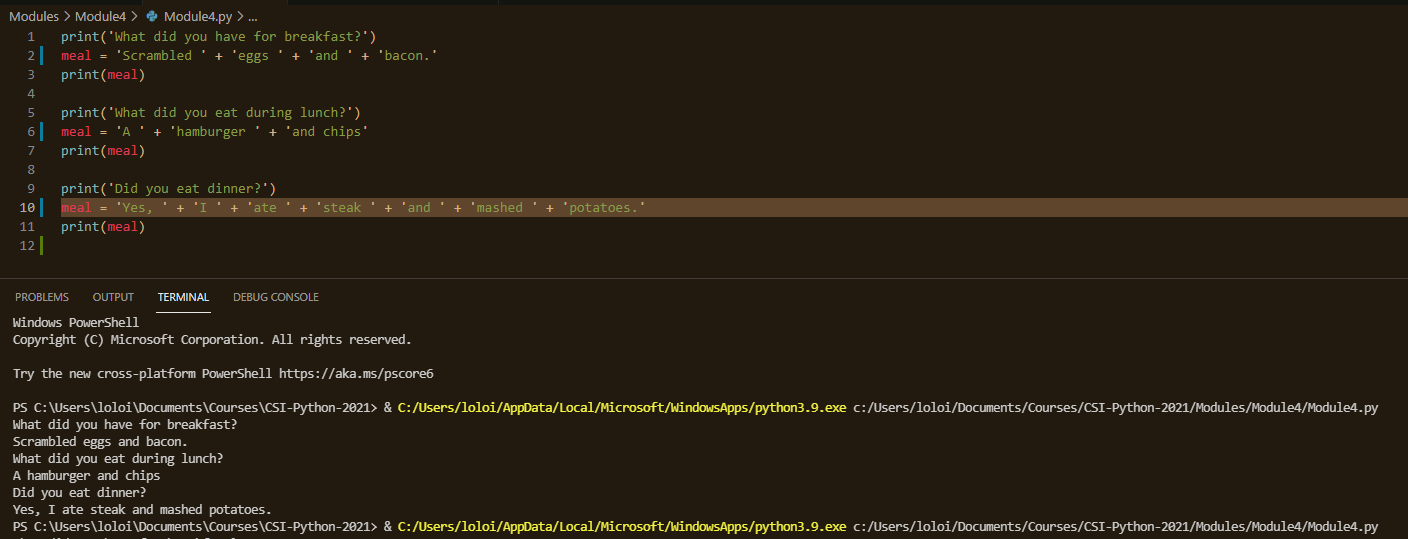 Modules > Module4 > Module4.py > ...
1 print('What did you have for breakfast?')
2 meal = 'Scrambled ' + 'eggs ' + 'and ' + 'bacon.'
3 print(meal)
4
5 print('What did you eat during lunch?')
6 meal = 'A ' + 'hamburger ' + 'and chips'
7 print(meal)
8
9 print('Did you eat dinner?')
10 meal = 'Yes, ' + 'I ' + 'ate ' + 'steak ' + 'and ' + 'mashed ' + 'potatoes.'
11 print(meal)
12
PROBLEMS OUTPUT TERMINAL DEBUG CONSOLE
Windows PowerShell
Copyright (C) Microsoft Corporation. All rights reserved.
Try the new cross-platform PowerShell https://aka.ms/pscore6
PS C:\Users\loloi\Documents\Courses\CSI-Python-2021> & C:/Users/loloi/AppData/Local/Microsoft/WindowsApps/python3.9.exe c:/Users/loloi/Documents/Courses/CSI-Python-2021/Modules/Module4/Module4.py
What did you have for breakfast?
Scrambled eggs and bacon.
What did you eat during lunch?
A hamburger and chips
Did you eat dinner?
Yes, I ate steak and mashed potatoes.
PS C:\Users\loloi\Documents\Courses\CSI-Python-2021> & C:/Users/loloi/AppData/Local/Microsoft/WindowsApps/python3.9.exe c:/Users/loloi/Documents/Courses/CSI-Python-2021/Modules/Module4/Module4.py